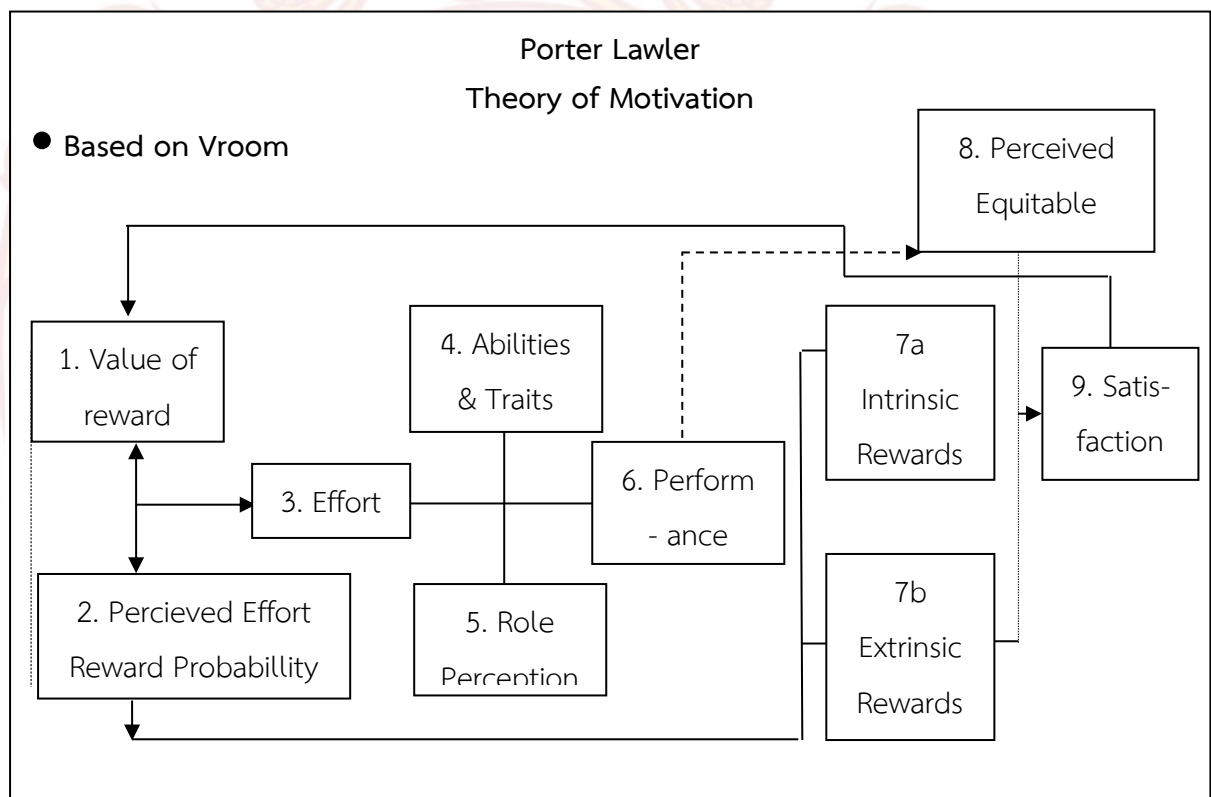 Porter Lawler
Theory of Motivation
● Based on Vroom
8. Perceived
Equitable
1. Value of
reward
4. Abilities
& Traits
7a
Intrinsic
Rewards
9. Satis-
faction
3. Effort
6. Perform
- ance
2. Percieved Effort
Reward Probabillity
5. Role
Perception
7b
Extrinsic
Rewards